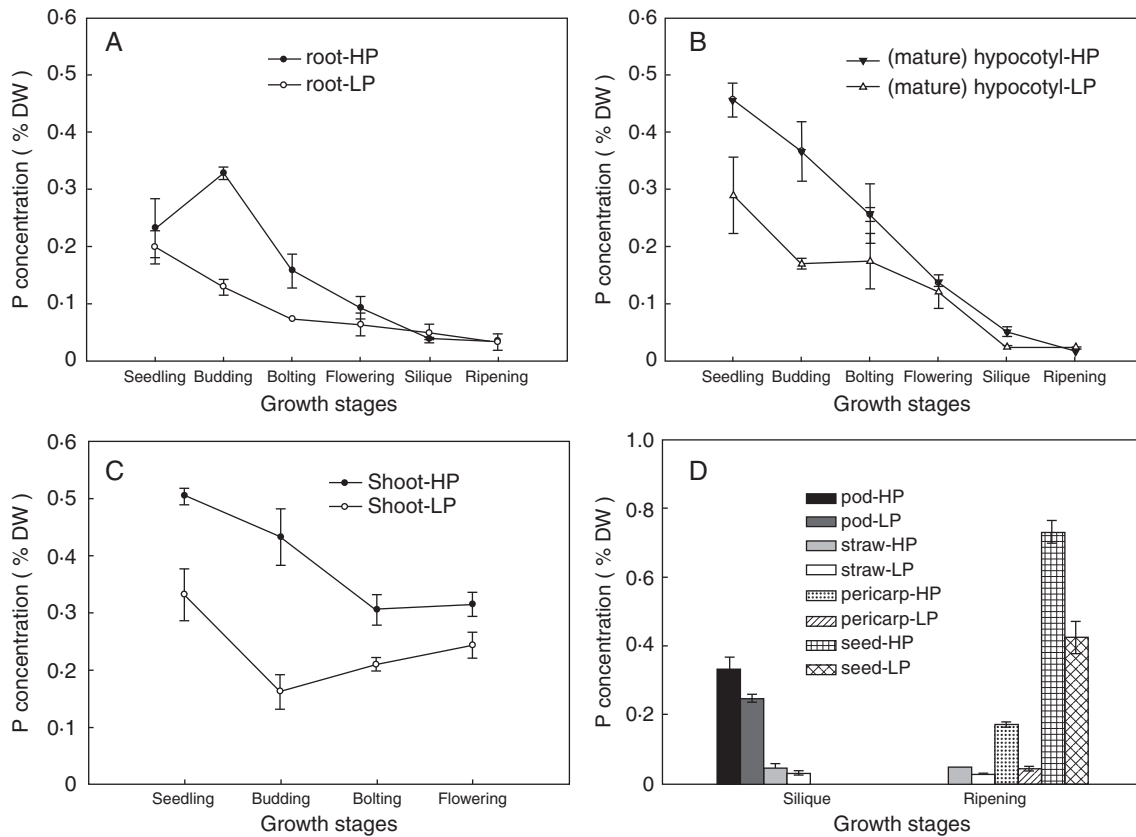 A
root-HP
root-LP
P concentration ( % DW )
0·6
0·5
0·4
0·3
0·2
0·1
0
Seedling Budding Bolting Flowering Silique Ripening
Growth stages
B
(mature) hypocotyl-HP
(mature) hypocotyl-LP
P concentration ( % DW )
0·6
0·5
0·4
0·3
0·2
0·1
0
Seedling Budding Bolting Flowering Silique Ripening
Growth stages
C
Shoot-HP
Shoot-LP
P concentration ( % DW )
0·6
0·5
0·4
0·3
0·2
0·1
0
Seedling Budding Bolting Flowering
Growth stages
D
pod-HP
pod-LP
straw-HP
straw-LP
pericarp-HP
pericarp-LP
seed-HP
seed-LP
P concentration ( % DW )
1·0
0·8
0·6
0·4
0·2
0
Silique Ripening
Growth stages